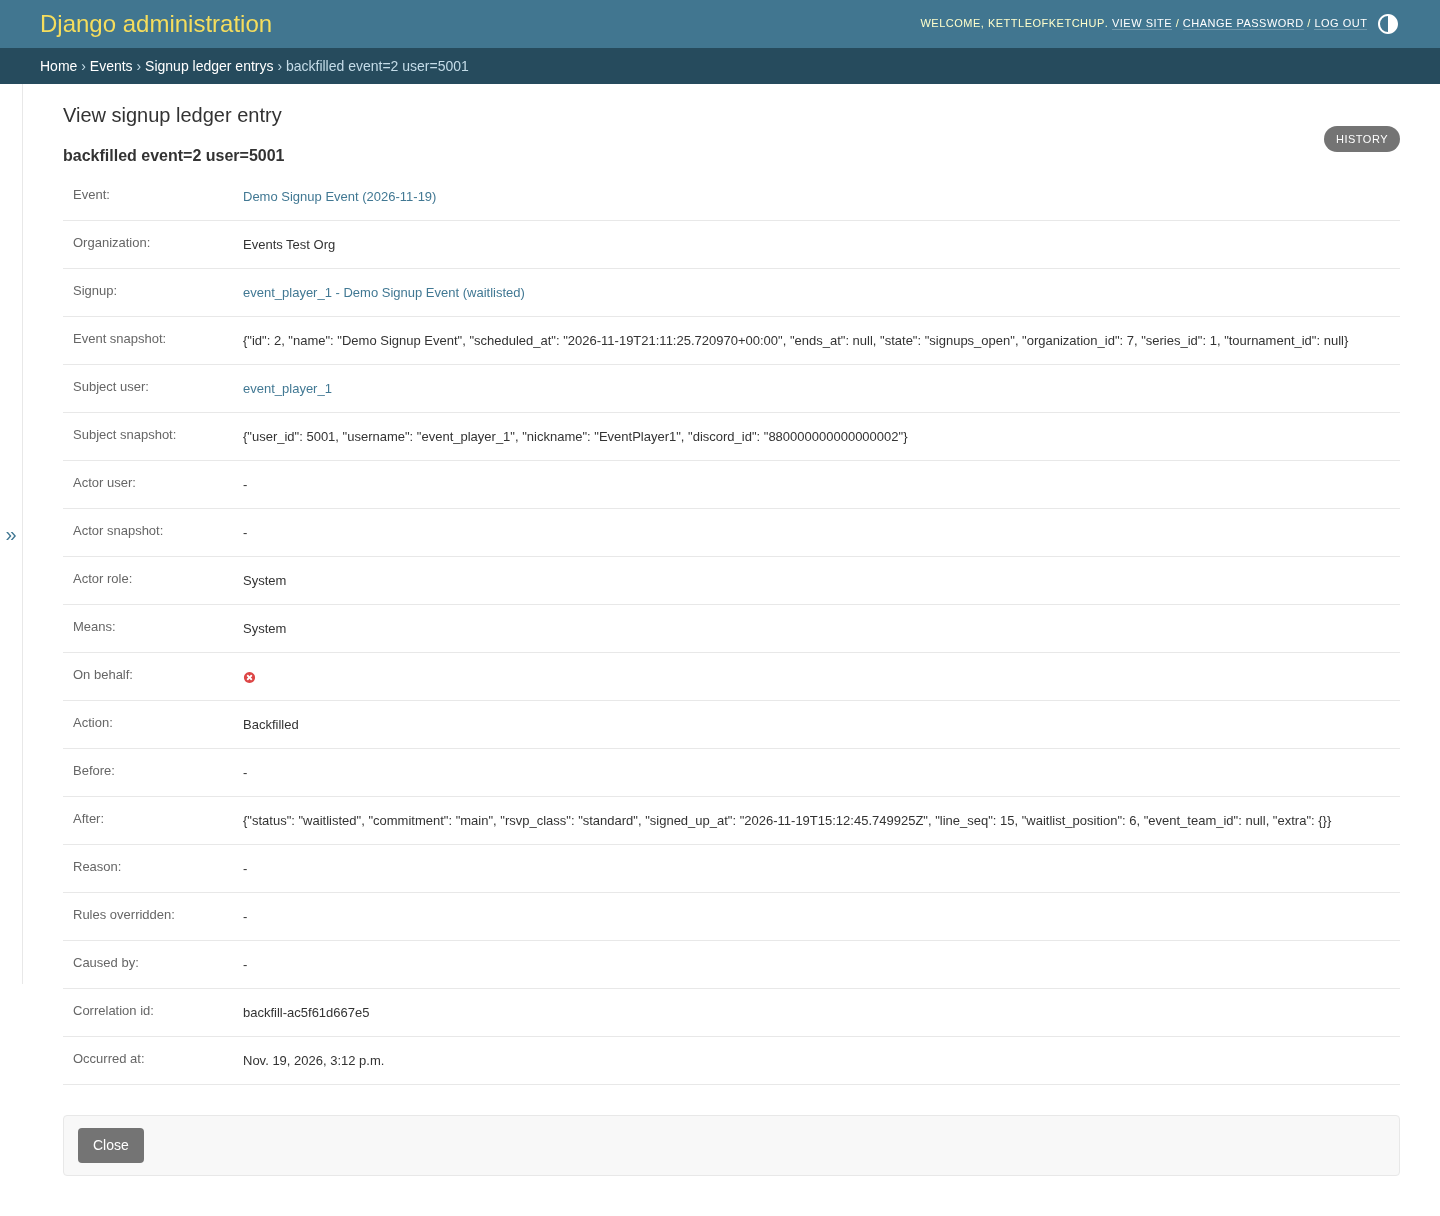 Django administration
WELCOME, KETTLEOFKETCHUP. VIEW SITE / CHANGE PASSWORD / LOG OUT
Home › Events › Signup ledger entrys › backfilled event=2 user=5001
View signup ledger entry
HISTORY
backfilled event=2 user=5001
Event: Demo Signup Event (2026-11-19)
Organization: Events Test Org
Signup: event_player_1 - Demo Signup Event (waitlisted)
Event snapshot: {"id": 2, "name": "Demo Signup Event", "scheduled_at": "2026-11-19T21:11:25.720970+00:00", "ends_at": null, "state": "signups_open", "organization_id": 7, "series_id": 1, "tournament_id": null}
Subject user: event_player_1
Subject snapshot: {"user_id": 5001, "username": "event_player_1", "nickname": "EventPlayer1", "discord_id": "880000000000000002"}
Actor user: -
Actor snapshot: -
»
Actor role: System
Means: System
On behalf:
Action: Backfilled
Before: -
After: {"status": "waitlisted", "commitment": "main", "rsvp_class": "standard", "signed_up_at": "2026-11-19T15:12:45.749925Z", "line_seq": 15, "waitlist_position": 6, "event_team_id": null, "extra": {}}
Reason: -
Rules overridden: -
Caused by: -
Correlation id: backfill-ac5f61d667e5
Occurred at: Nov. 19, 2026, 3:12 p.m.
Close